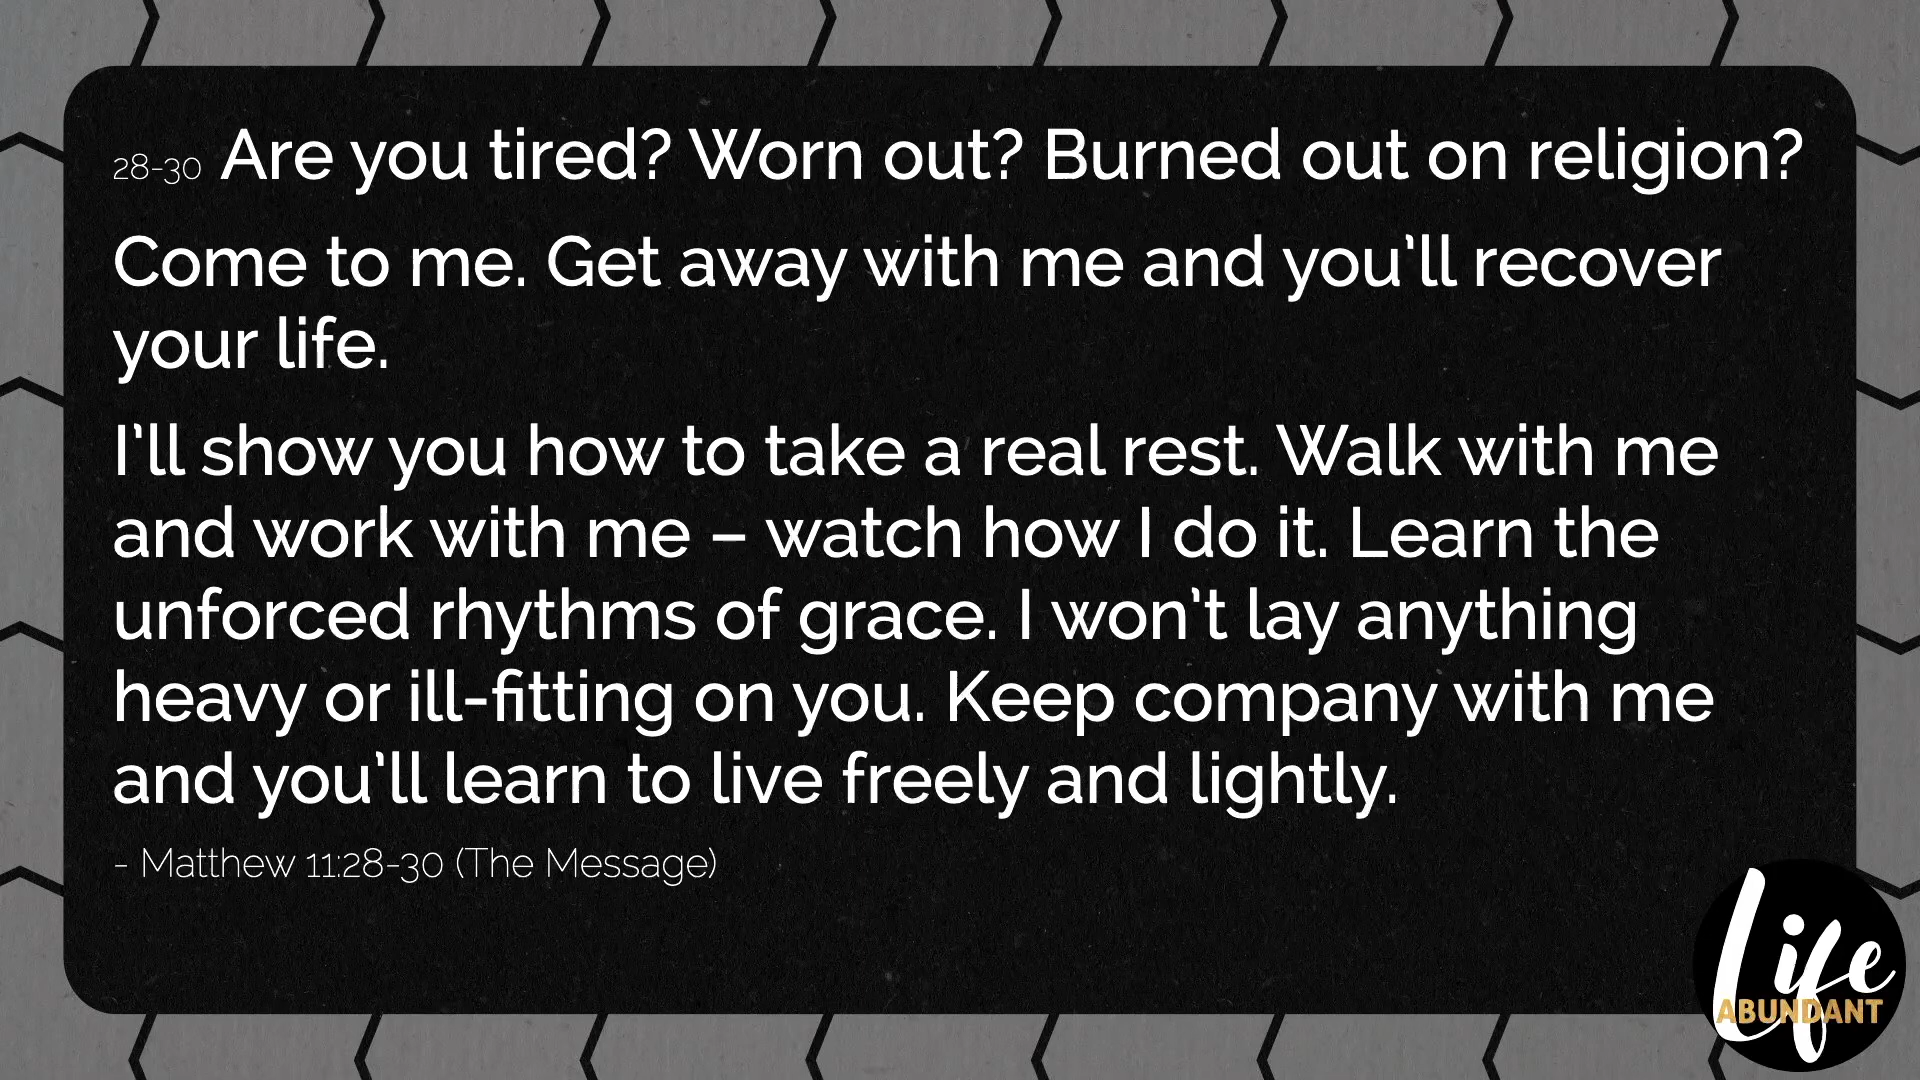 28-30 Are you tired? Worn out? Burned out on religion?
Come to me. Get away with me and you’ll recover
your life.
I’ll show you how to take a real rest. Walk with me
and work with me – watch how I do it. Learn the
unforced rhythms of grace. I won’t lay anything
heavy or ill-fitting on you. Keep company with me
and you’ll learn to live freely and lightly.
- Matthew 11:28-30 (The Message)
Life
ABUNDANT